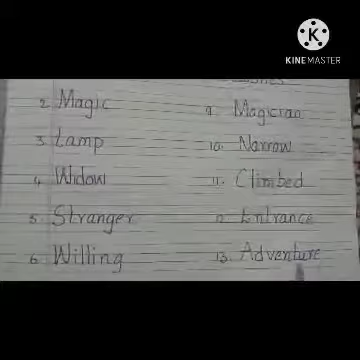 KINEMASTER
2. Magic
3. Lamp
4. Widow
5. Stranger
6. Willing
9. Magician
10. Narrow
11. Climbed
12. Entrance
13. Adventure